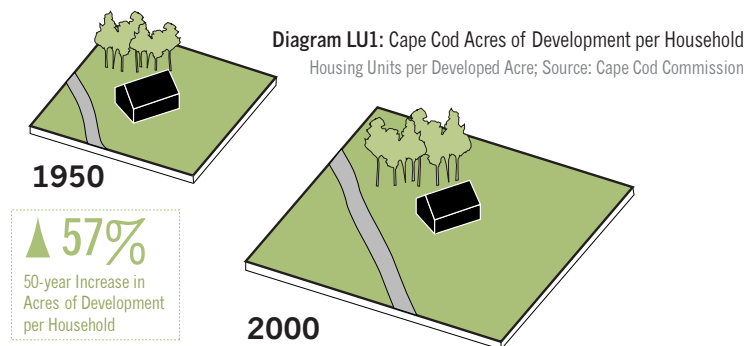 Diagram LU1: Cape Cod Acres of Development per Household
Housing Units per Developed Acre; Source: Cape Cod Commission
1950
57%
50-year Increase in
Acres of Development
per Household
2000